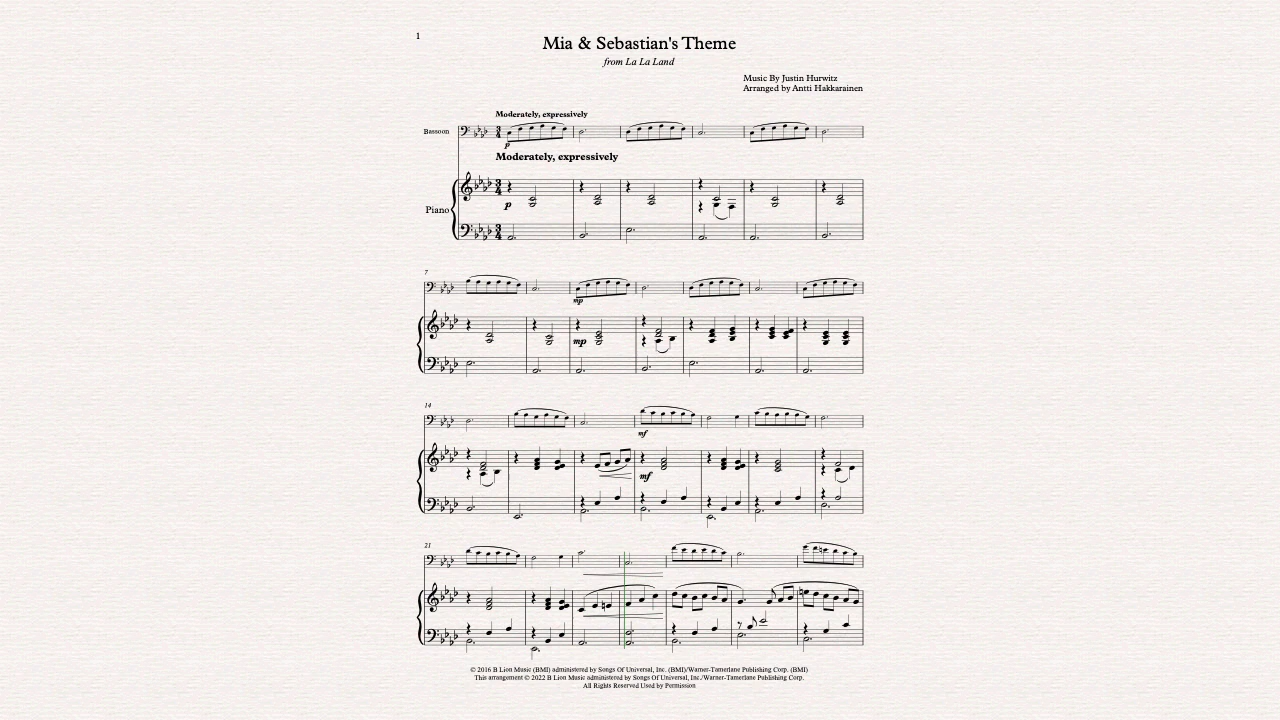 1
Mia & Sebastian's Theme
from La La Land
Music By Justin Hurwitz
Arranged by Antti Hakkarainen
Moderately, expressively
Bassoon
p
Moderately, expressively
Piano
p
7
mp
mp
14
mf
mf
21
© 2016 B Lion Music (BMI) administered by Songs Of Universal, Inc. (BMI)/Warner-Tamerlane Publishing Corp. (BMI)
This arrangement © 2022 B Lion Music administered by Songs Of Universal, Inc./Warner-Tamerlane Publishing Corp.
All Rights Reserved Used by Permission